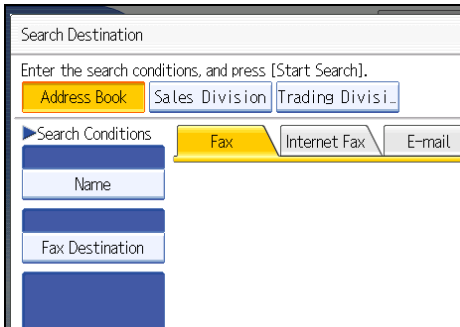 Search Destination
Enter the search conditions, and press [Start Search].
Address Book Sales Division Trading Divisi…
▶Search Conditions Fax Internet Fax E-mail
Name
Fax Destination